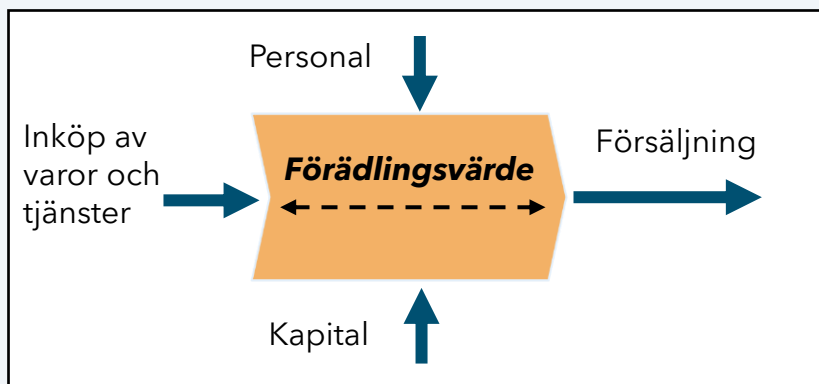 Personal
Inköp av
varor och
tjänster
Förädlingsvärde
Försäljning
Kapital